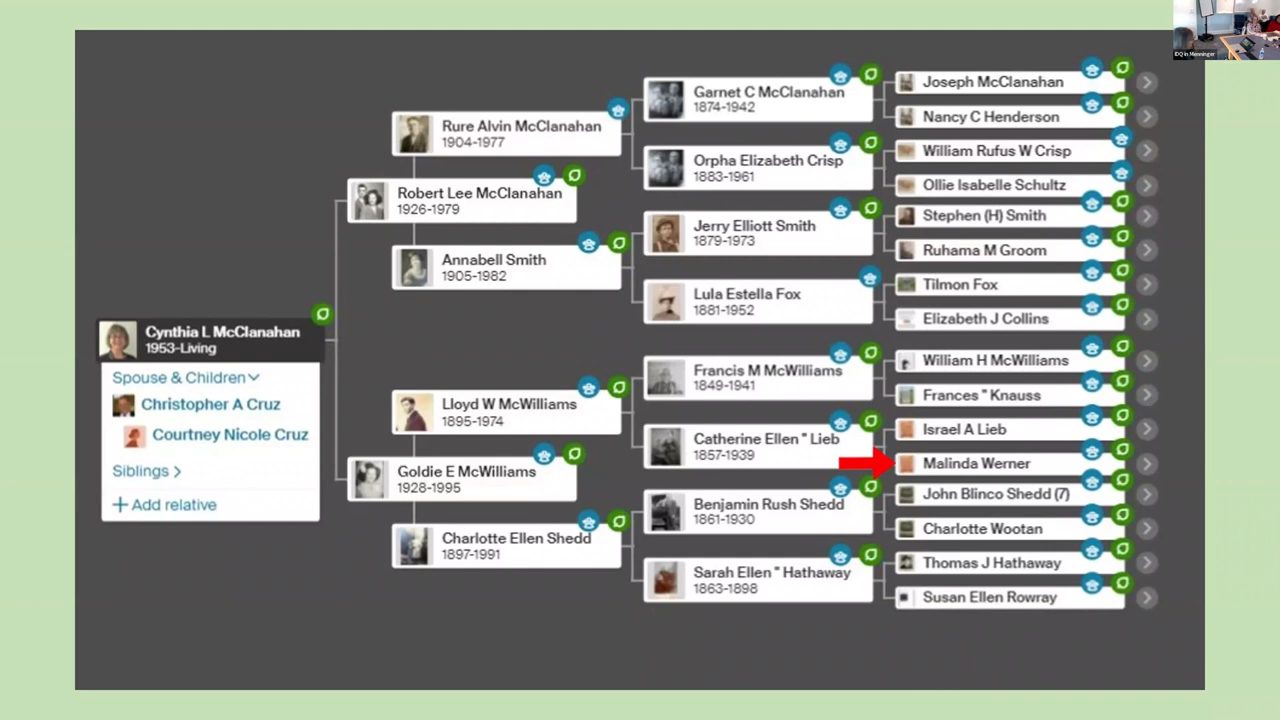 IDQ in Menninger
Joseph McClanahan
Garnet C McClanahan
1874-1942
Nancy C Henderson
Rure Alvin McClanahan
1904-1977
William Rufus W Crisp
Orpha Elizabeth Crisp
1883-1961
Ollie Isabelle Schultz
Robert Lee McClanahan
1926-1979
Stephen (H) Smith
Jerry Elliott Smith
1879-1973
Ruhama M Groom
Annabell Smith
1905-1982
Tilmon Fox
Lula Estella Fox
1881-1952
Elizabeth J Collins
Cynthia L McClanahan
1953-Living
Spouse & Children
Christopher A Cruz
Courtney Nicole Cruz
Siblings >
+ Add relative
William H McWilliams
Francis M McWilliams
1849-1941
Frances " Knauss
Lloyd W McWilliams
1895-1974
Israel A Lieb
Catherine Ellen " Lieb
1857-1939
Malinda Werner
Goldie E McWilliams
1928-1995
John Blinco Shedd (7)
Benjamin Rush Shedd
1861-1930
Charlotte Wootan
Charlotte Ellen Shedd
1897-1991
Thomas J Hathaway
Sarah Ellen " Hathaway
1863-1898
Susan Ellen Rowray